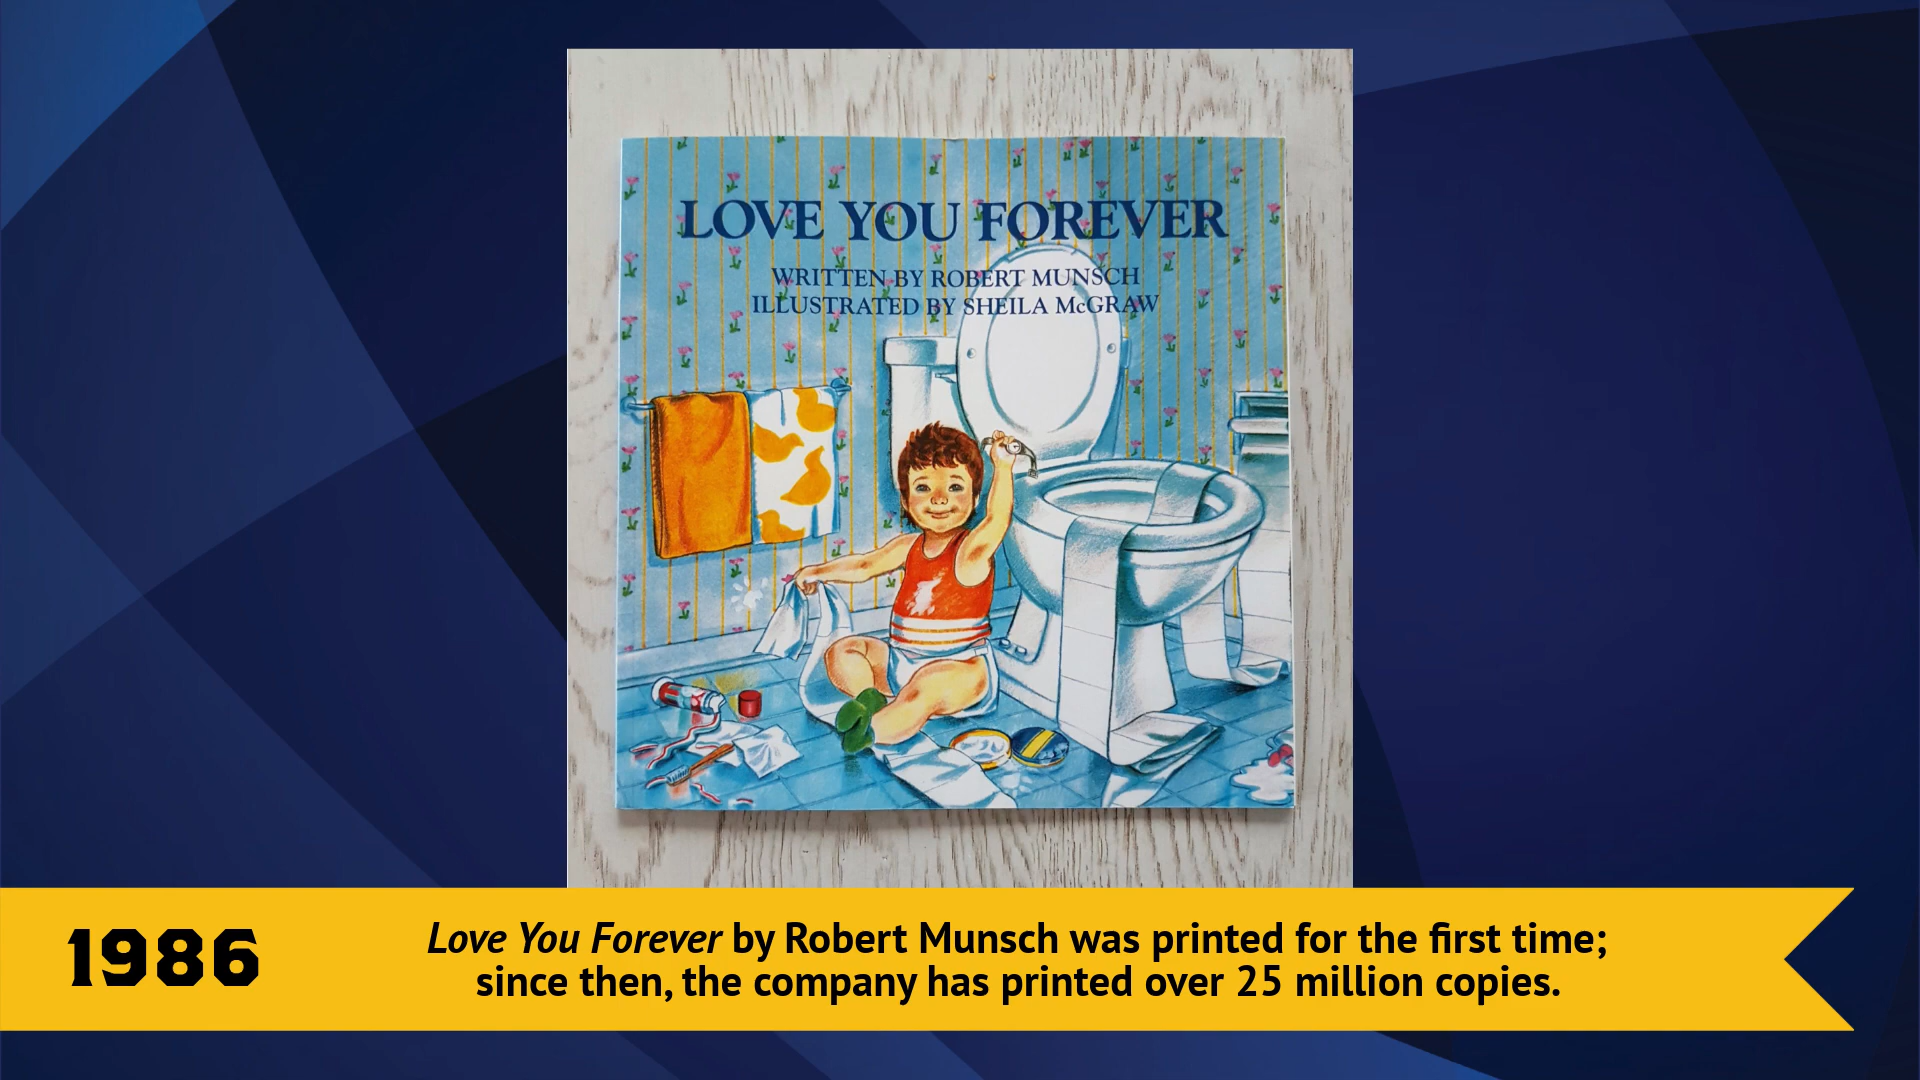 LOVE YOU FOREVER
WRITTEN BY ROBERT MUNSCH
ILLUSTRATED BY SHEILA McGRAW
1986
Love You Forever by Robert Munsch was printed for the first time;
since then, the company has printed over 25 million copies.